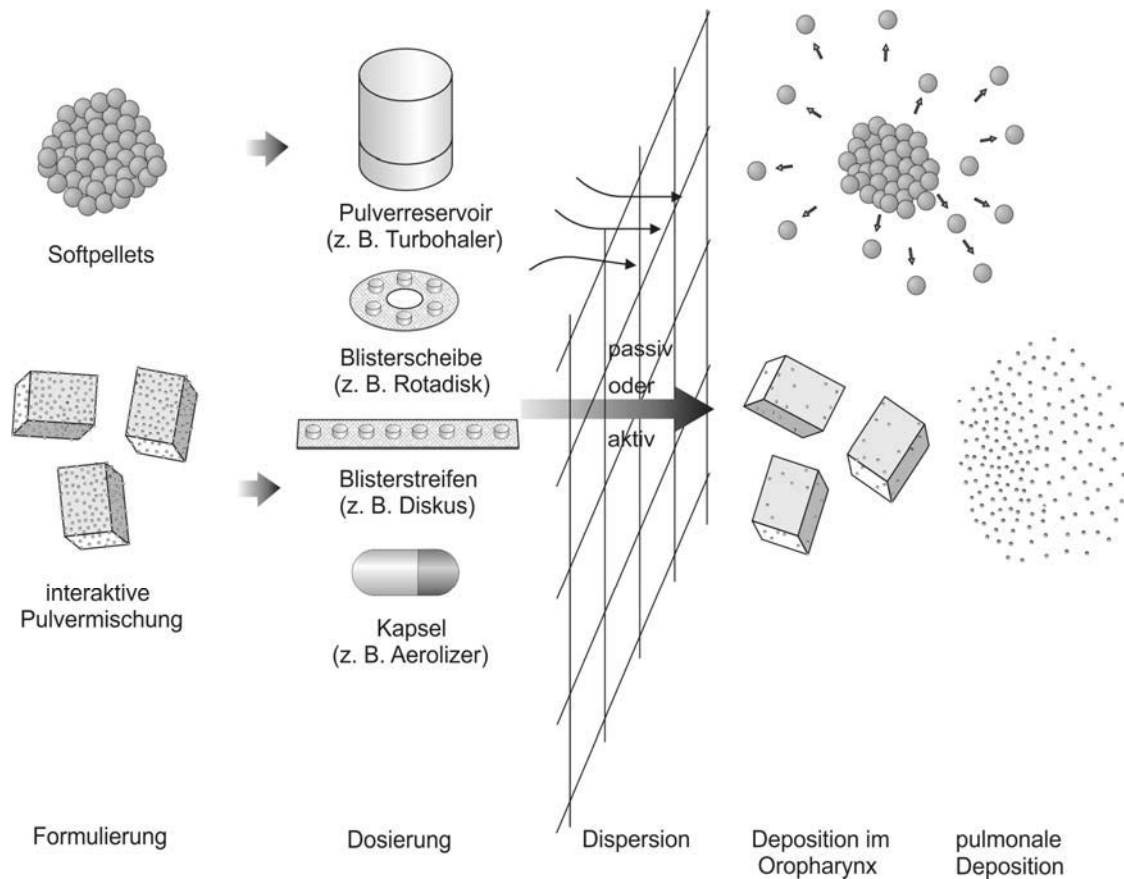 Softpellets
Pulverreservoir
(z. B. Turbohaler)
Blisterscheibe
(z. B. Rotadisk)
passiv
oder
aktiv
Blisterstreifen
(z. B. Diskus)
interaktive
Pulvermischung
Kapsel
(z. B. Aerolizer)
Formulierung
Dosierung
Dispersion
Deposition im
Oropharynx
pulmonale
Deposition